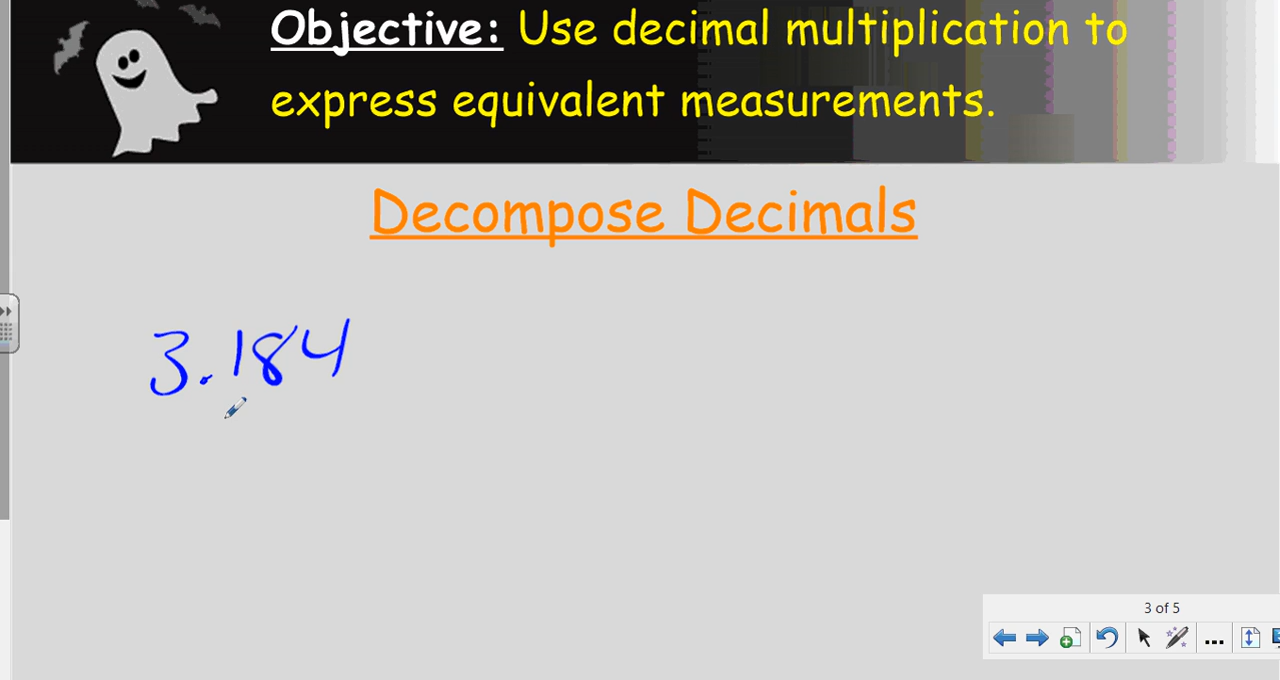 Objective: Use decimal multiplication to
express equivalent measurements.
Decompose Decimals
3.184
3 of 5
...